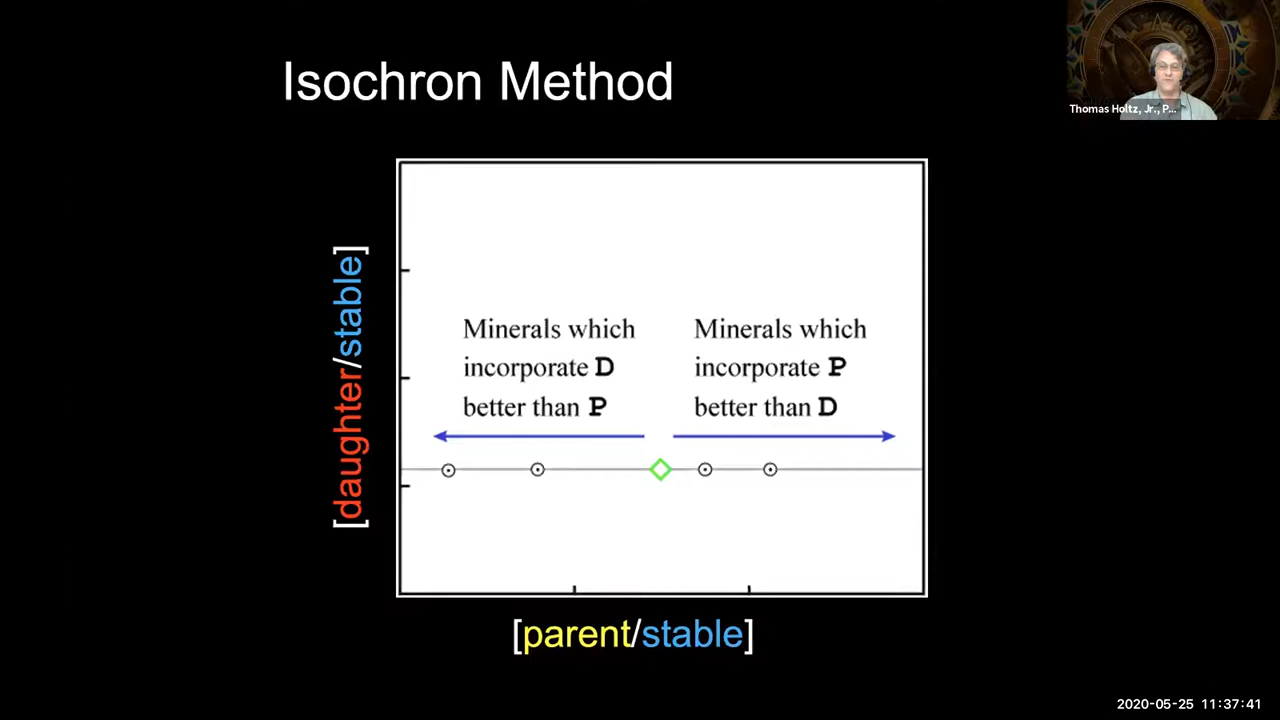 Isochron Method
Thomas Holtz, Jr., P...
[daughter/stable]
Minerals which
incorporate D
better than P
Minerals which
incorporate P
better than D
[parent/stable]
2020-05-25 11:37:41